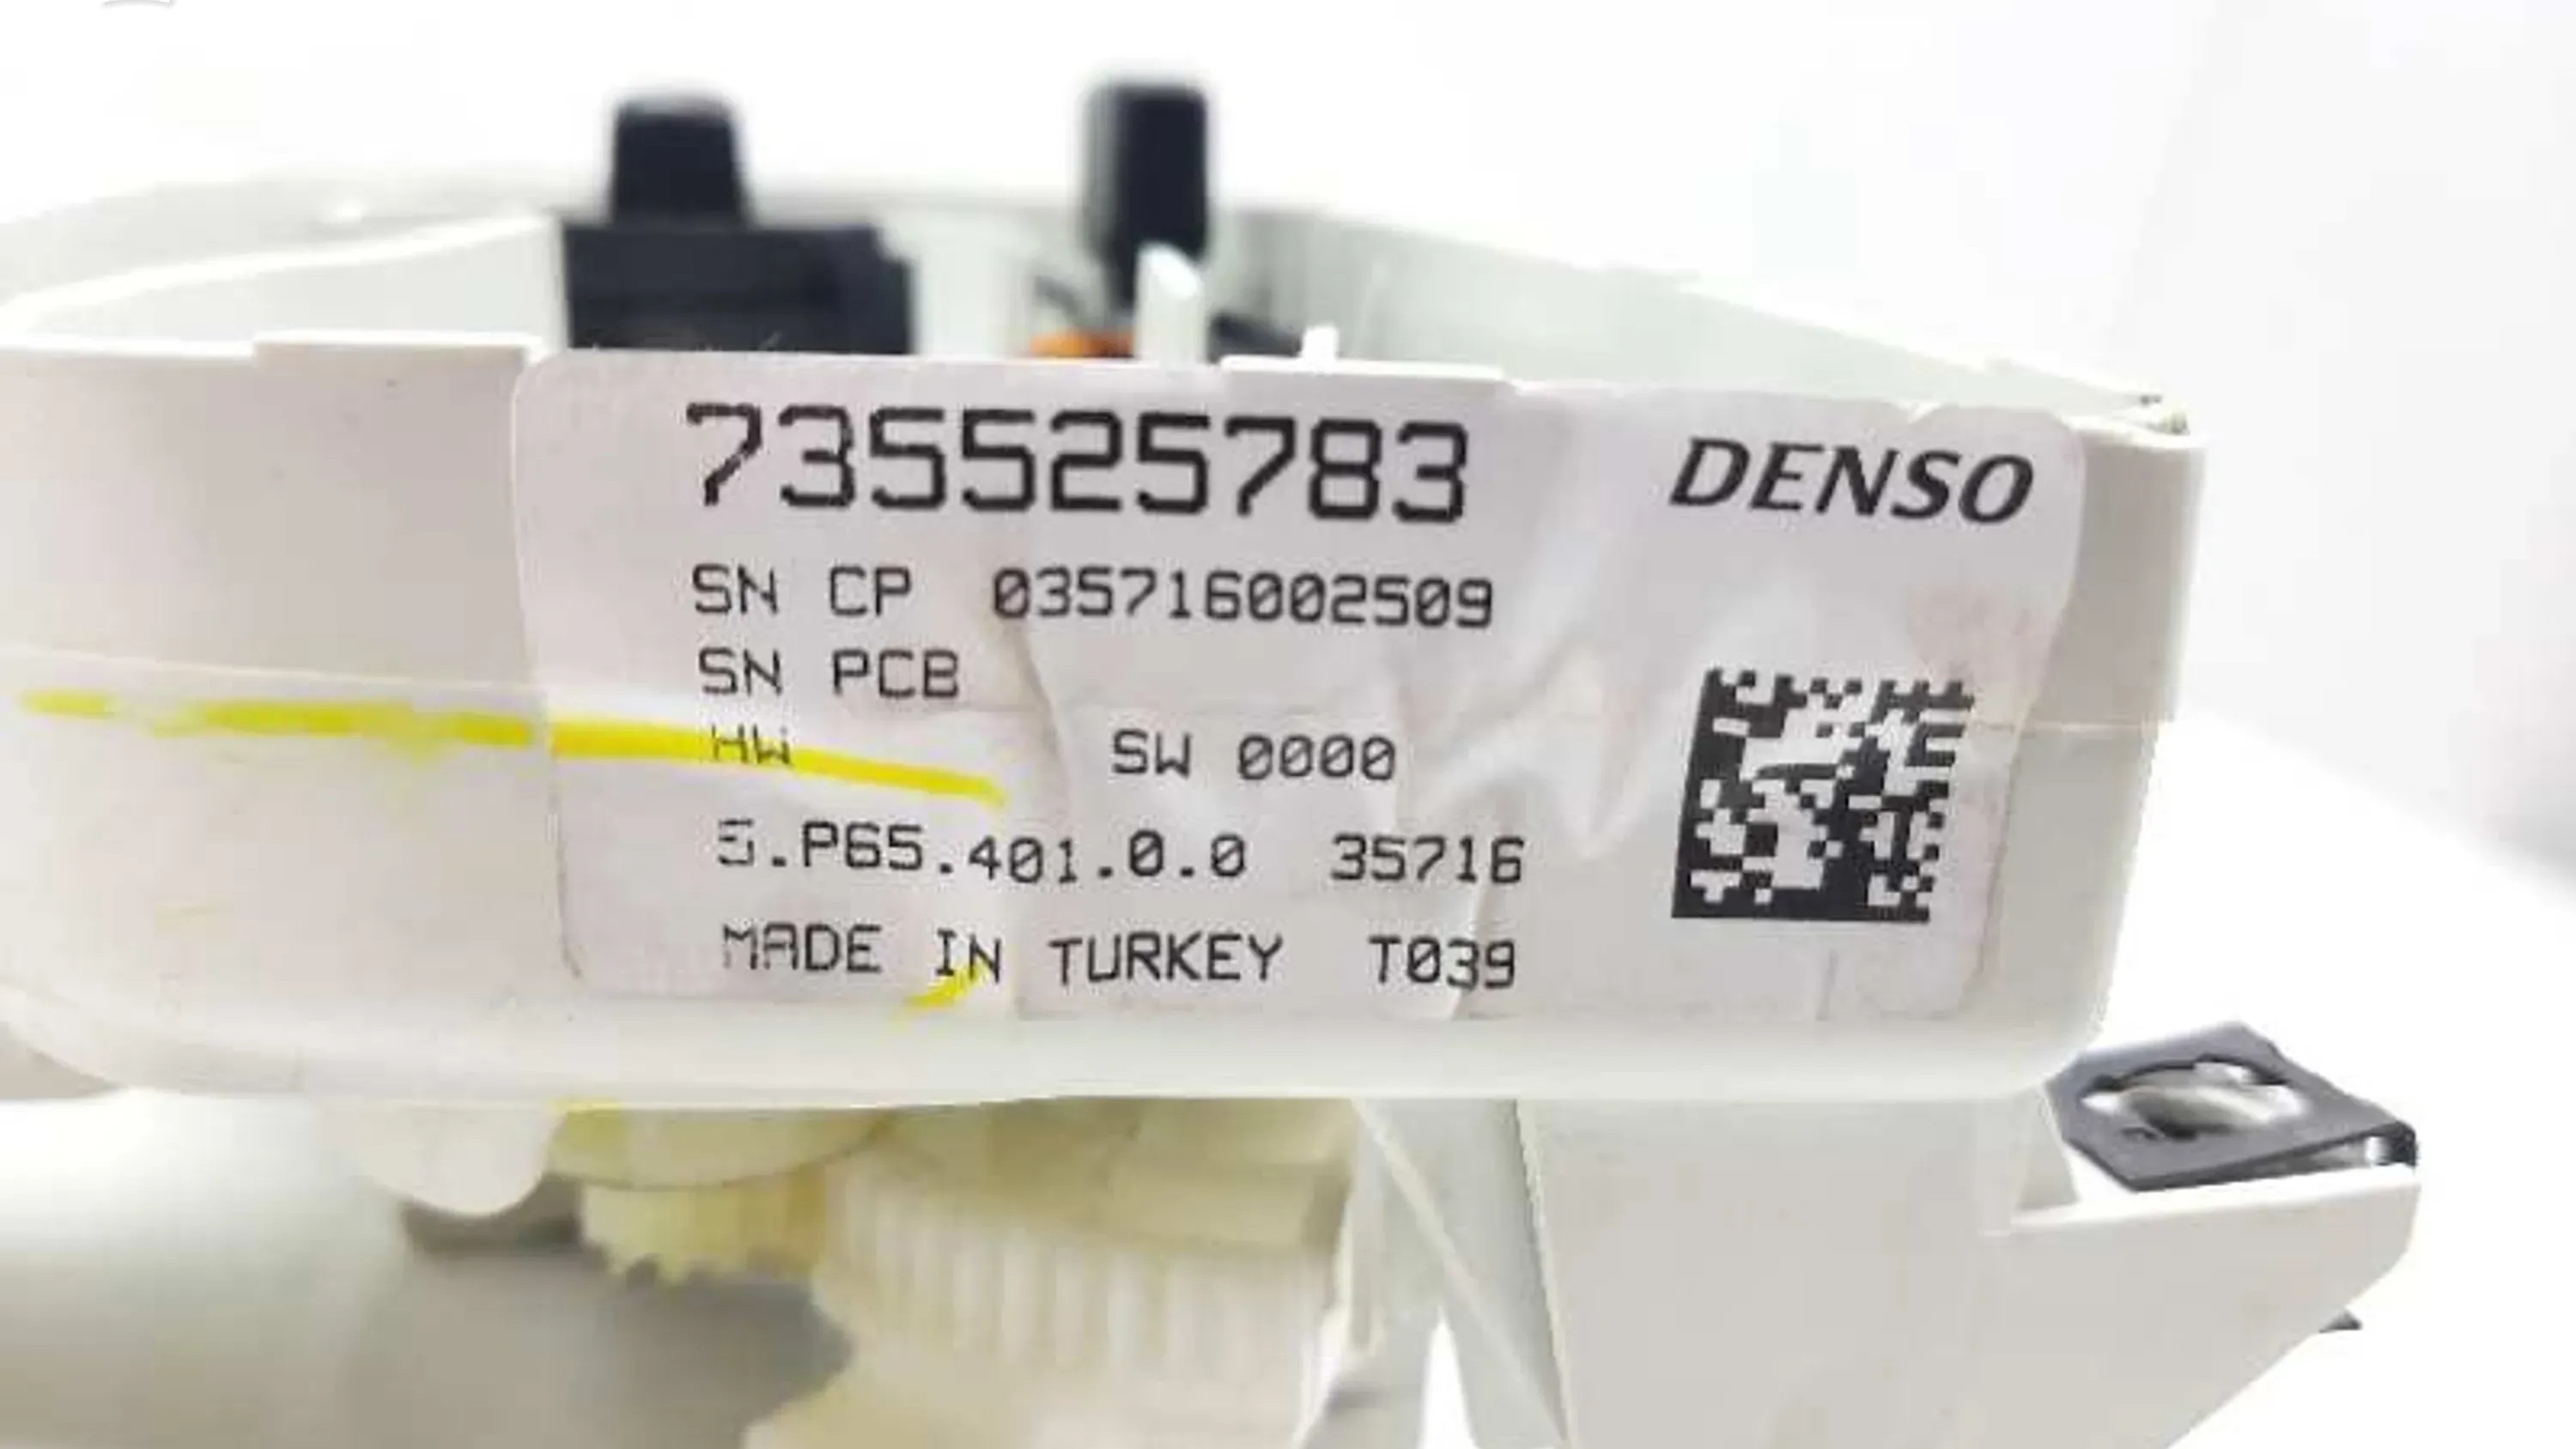 735525783 DENSO
SN CP 035716002509
SN PCB
HW SW 0000
5.P65.401.0.0 35716
MADE IN TURKEY T039